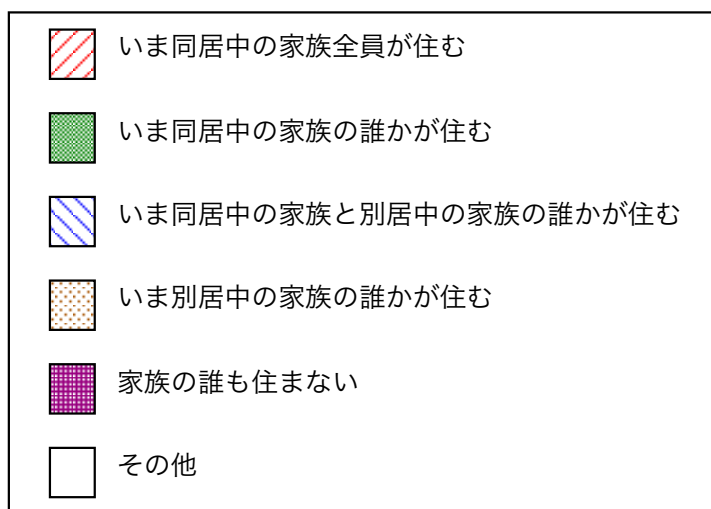 いま同居中の家族全員が住む
いま同居中の家族の誰かが住む
いま同居中の家族と別居中の家族の誰かが住む
いま別居中の家族の誰かが住む
家族の誰も住まない
その他